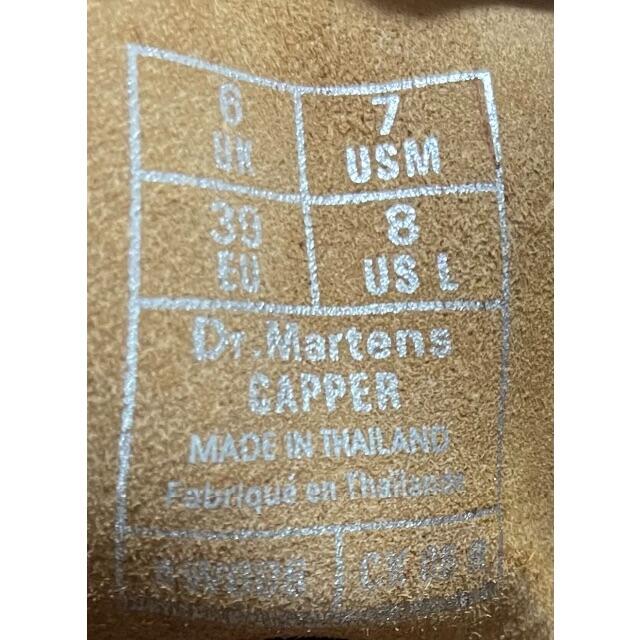 6 7
UK USM
39 8
EU US L
Dr.Martens
CAPPER
MADE IN THAILAND
Fabriqué en Thaïlande